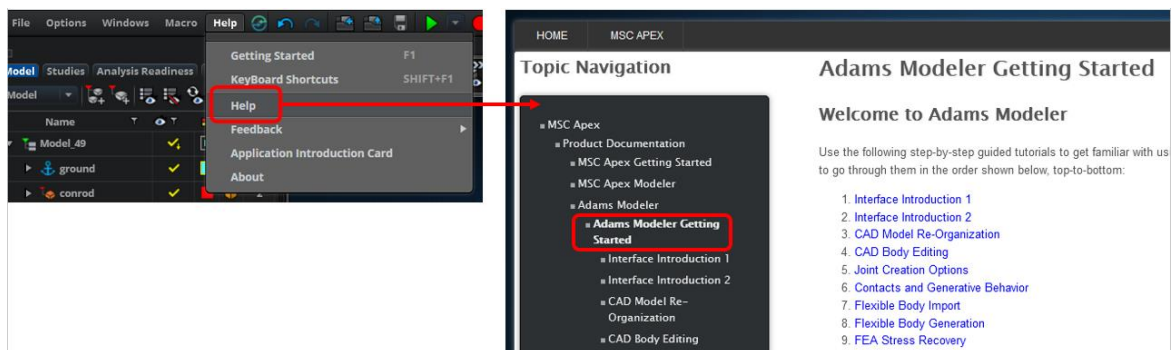 File Options Windows Macro Help
Getting Started F1
KeyBoard Shortcuts SHIFT+F1
Help
Feedback
Application Introduction Card
About
Model Studies Analysis Readiness
Model
Name
Model_49
ground
conrod
2
HOME MSC APEX
Topic Navigation
MSC Apex
Product Documentation
MSC Apex Getting Started
MSC Apex Modeler
Adams Modeler
Adams Modeler Getting
Started
Interface Introduction 1
Interface Introduction 2
CAD Model Re-
Organization
CAD Body Editing
Adams Modeler Getting Started
Welcome to Adams Modeler
Use the following step-by-step guided tutorials to get familiar with
to go through them in the order shown below, top-to-bottom:
1. Interface Introduction 1
2. Interface Introduction 2
3. CAD Model Re-Organization
4. CAD Body Editing
5. Joint Creation Options
6. Contacts and Generative Behavior
7. Flexible Body Import
8. Flexible Body Generation
9. FEA Stress Recovery